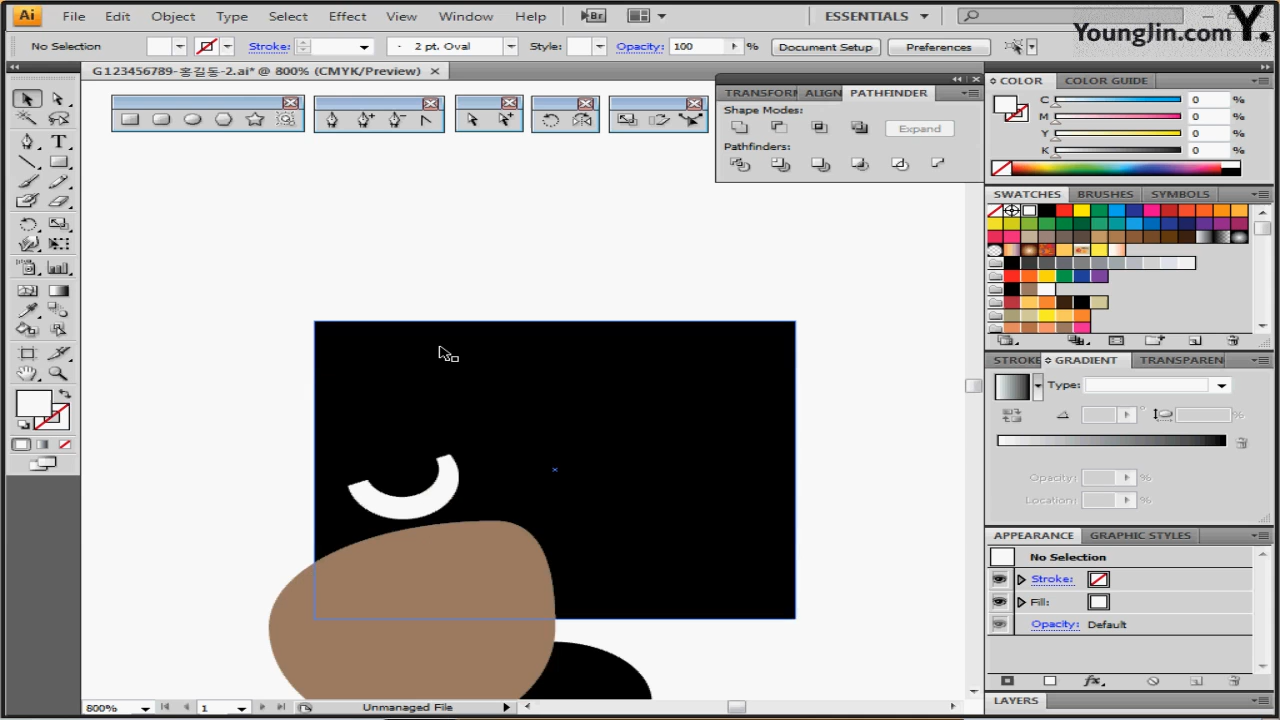 Ai File Edit Object Type Select Effect View Window Help Br ESSENTIALS
Y.
YoungJin.com
No Selection Stroke: 2 pt. Oval Style: Opacity: 100 % Document Setup Preferences
G123456789-홍길동-2.ai* @ 800% (CMYK/Preview)
TRANSFORM ALIGN PATHFINDER
Shape Modes:
Expand
Pathfinders:
COLOR COLOR GUIDE
C 0 %
M 0 %
Y 0 %
K 0 %
SWATCHES BRUSHES SYMBOLS
STROKE GRADIENT TRANSPAREN
Type:
Opacity: %
Location: %
APPEARANCE GRAPHIC STYLES
No Selection
Stroke:
Fill:
Opacity: Default
fx
LAYERS
800% 1 Unmanaged File